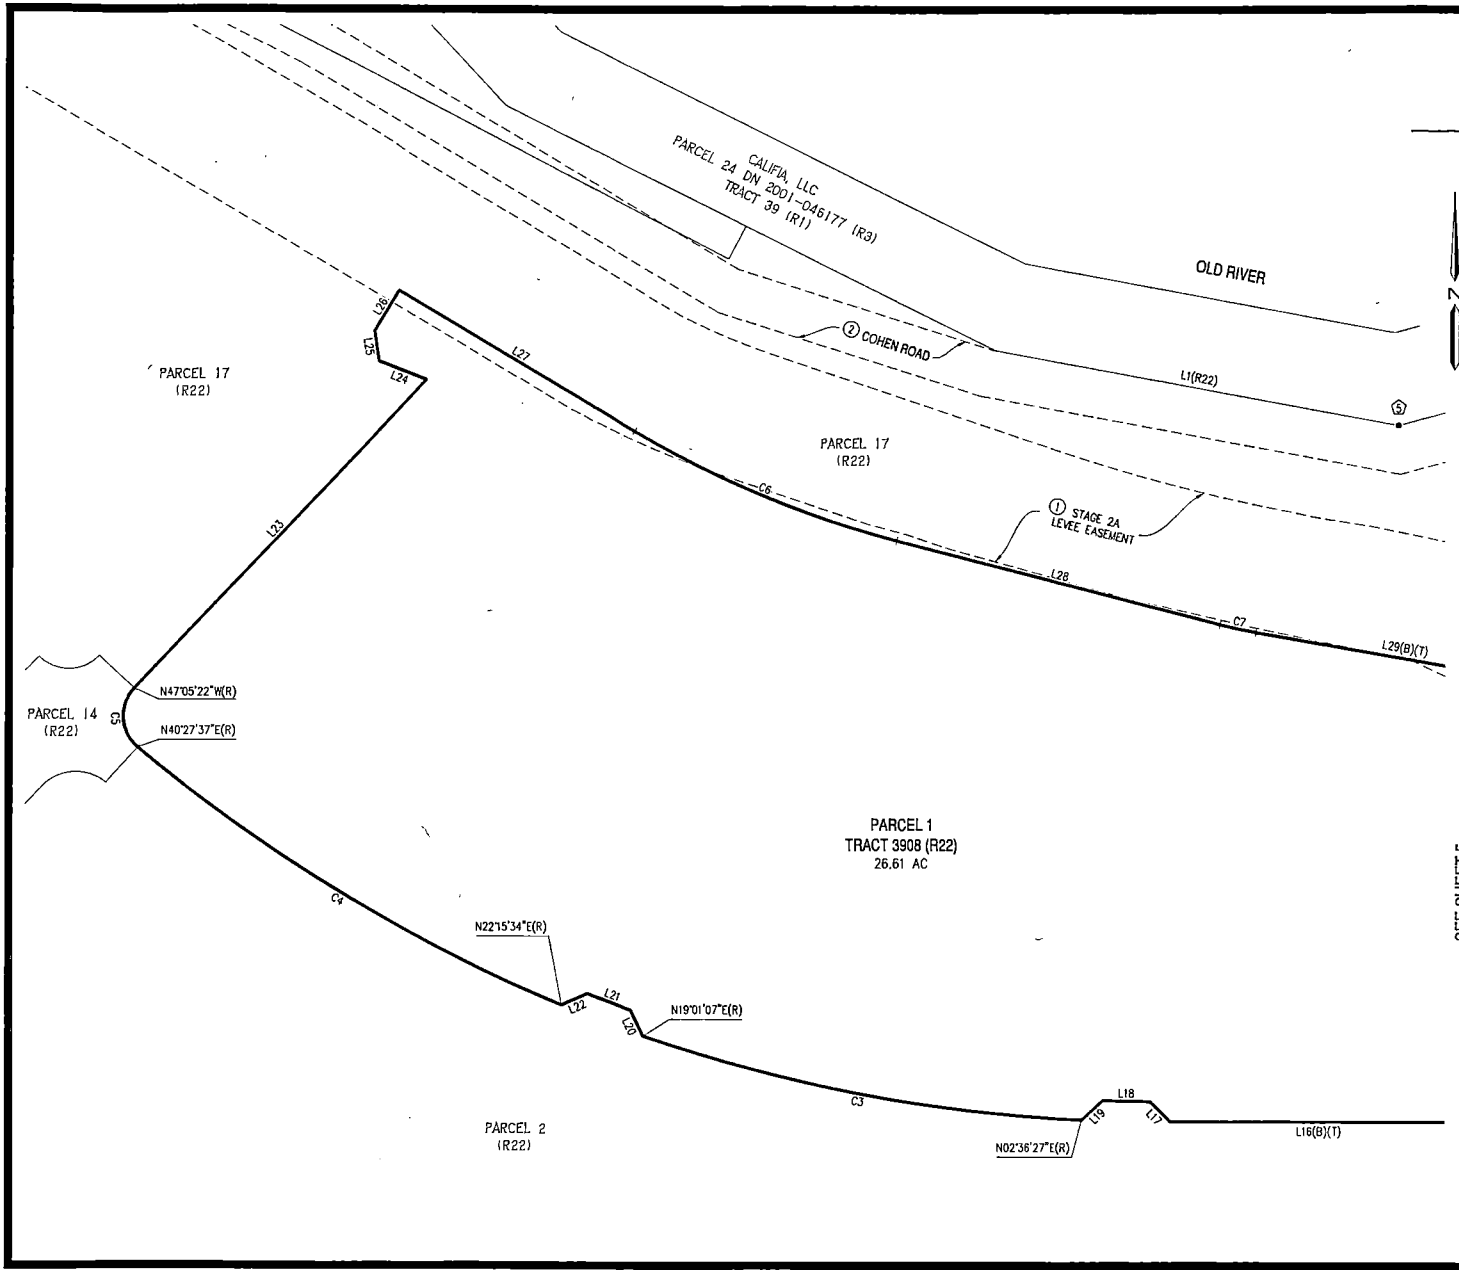 CALIFIA, LLC
PARCEL 24 DN 2001-046177 (R3)
TRACT 39 (R1)
OLD RIVER
Z
L26
L25
L24
L27
② COHEN ROAD
L1(R22)
5
PARCEL 17
(R22)
PARCEL 17
(R22)
C6
① STAGE 2A
LEVEE EASEMENT
L23
L28
C7
L29(B)(T)
N47°05'22"W(R)
PARCEL 14
(R22)
C5
N40°27'37"E(R)
PARCEL 1
TRACT 3908 (R22)
26.61 AC
C4
N22°15'34"E(R)
L22
L21
L20
N19°01'07"E(R)
C3
L19
L18
L17
L16(B)(T)
PARCEL 2
(R22)
N02°36'27"E(R)